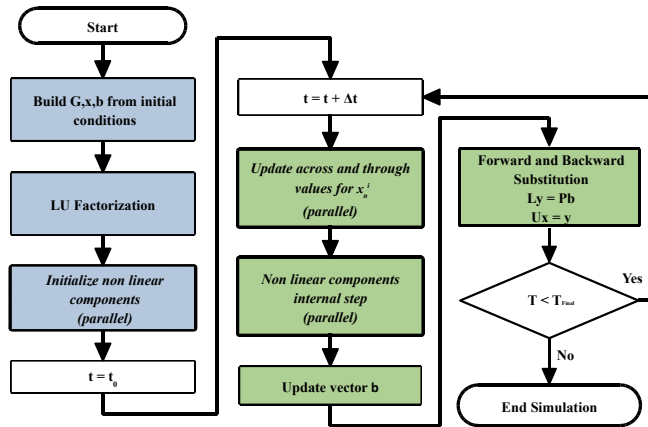 Start
Build G,x,b from initial
conditions
LU Factorization
Initialize non linear
components
(parallel)
t = t₀
t = t + Δt
Update across and through
values for xₙⁱ
(parallel)
Non linear components
internal step
(parallel)
Update vector b
Forward and Backward
Substitution
Ly = Pb
Ux = y
T < T_Final
Yes
No
End Simulation